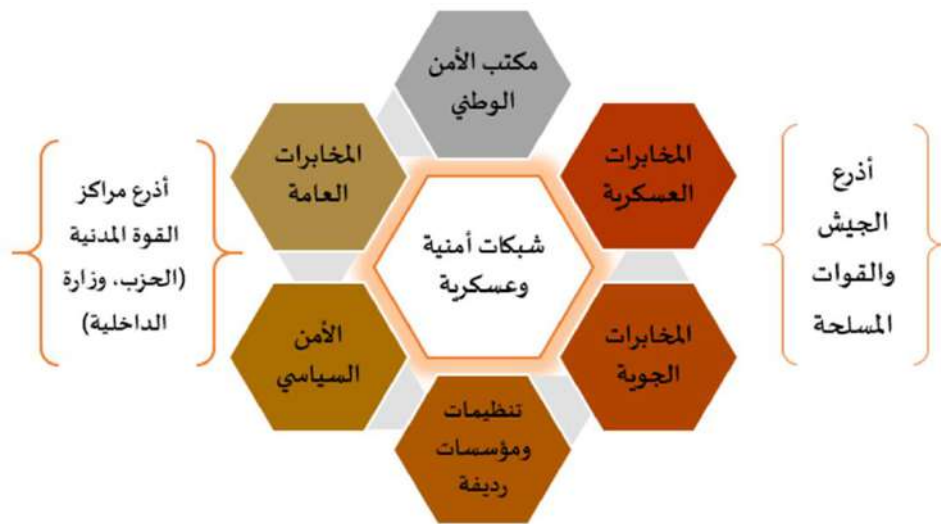 مكتب الأمن
الوطني
المخابرات
العسكرية
المخابرات
الجوية
تنظيمات
ومؤسسات
رديفة
الأمن
السياسي
المخابرات
العامة
شبكات أمنية
وعسكرية
أذرع
الجيش
والقوات
المسلحة
أذرع مراكز
القوة المدنية
(الحزب، وزارة
الداخلية)